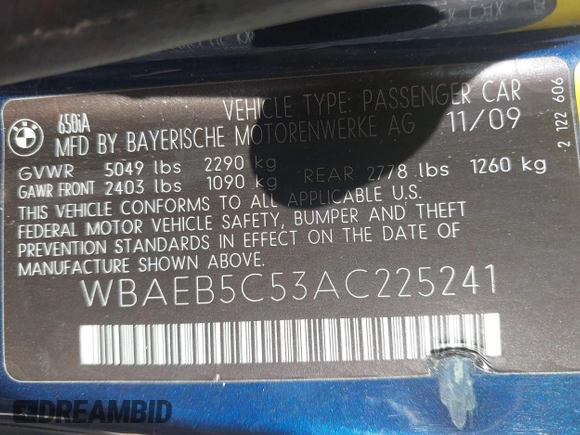 BMW
650iA
VEHICLE TYPE: PASSENGER CAR
MFD BY BAYERISCHE MOTORENWERKE AG 11/09
GVWR 5049 lbs 2290 kg
GAWR FRONT 2403 lbs 1090 kg REAR 2778 lbs 1260 kg
THIS VEHICLE CONFORMS TO ALL APPLICABLE U.S.
FEDERAL MOTOR VEHICLE SAFETY, BUMPER AND THEFT
PREVENTION STANDARDS IN EFFECT ON THE DATE OF
MANUFACTURE SHOWN ABOVE.
WBAEB5C53AC225241
2 122 606
DREAMBID